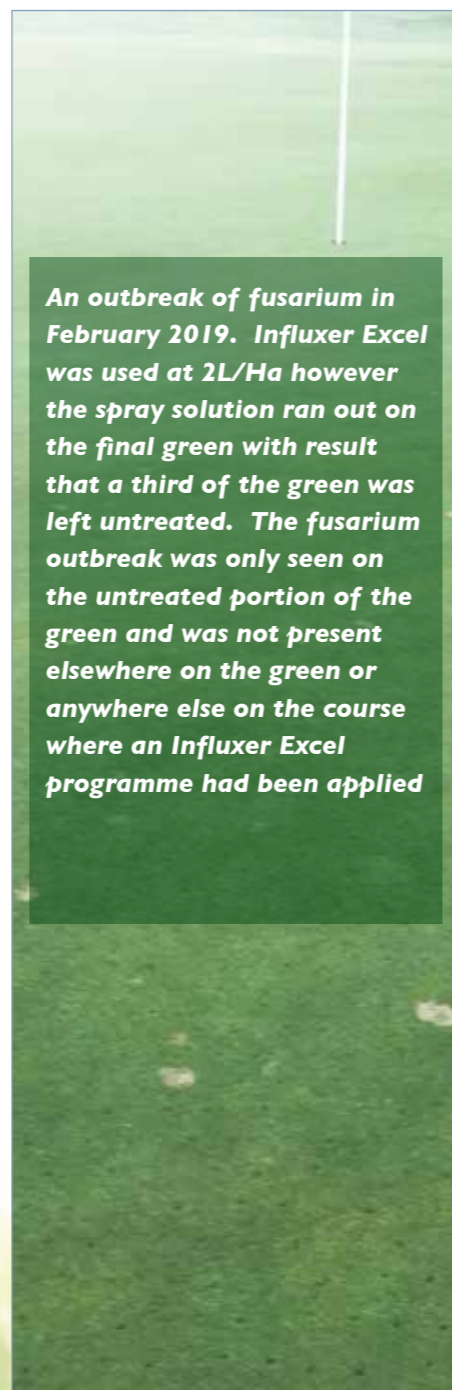 An outbreak of fusarium in
February 2019.  Influxer Excel
was used at 2L/Ha however
the spray solution ran out on
the final green with result
that a third of the green was
left untreated.  The fusarium
outbreak was only seen on
the untreated portion of the
green and was not present
elsewhere on the green or
anywhere else on the course
where an Influxer Excel
programme had been applied